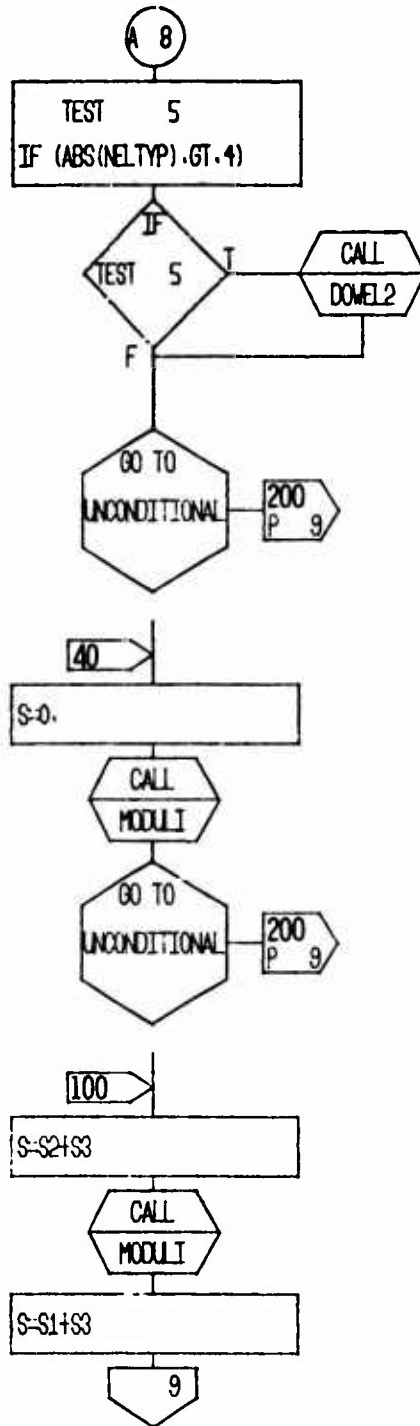 A 8
TEST 5
IF (ABS(NELTYP).GT.4)
IF
TEST 5
T
CALL
DOWEL2
F
GO TO
UNCONDITIONAL
200
P 9
40
S=0.
CALL
MODULI
GO TO
UNCONDITIONAL
200
P 9
100
S=S2+S3
CALL
MODULI
S=S1+S3
9